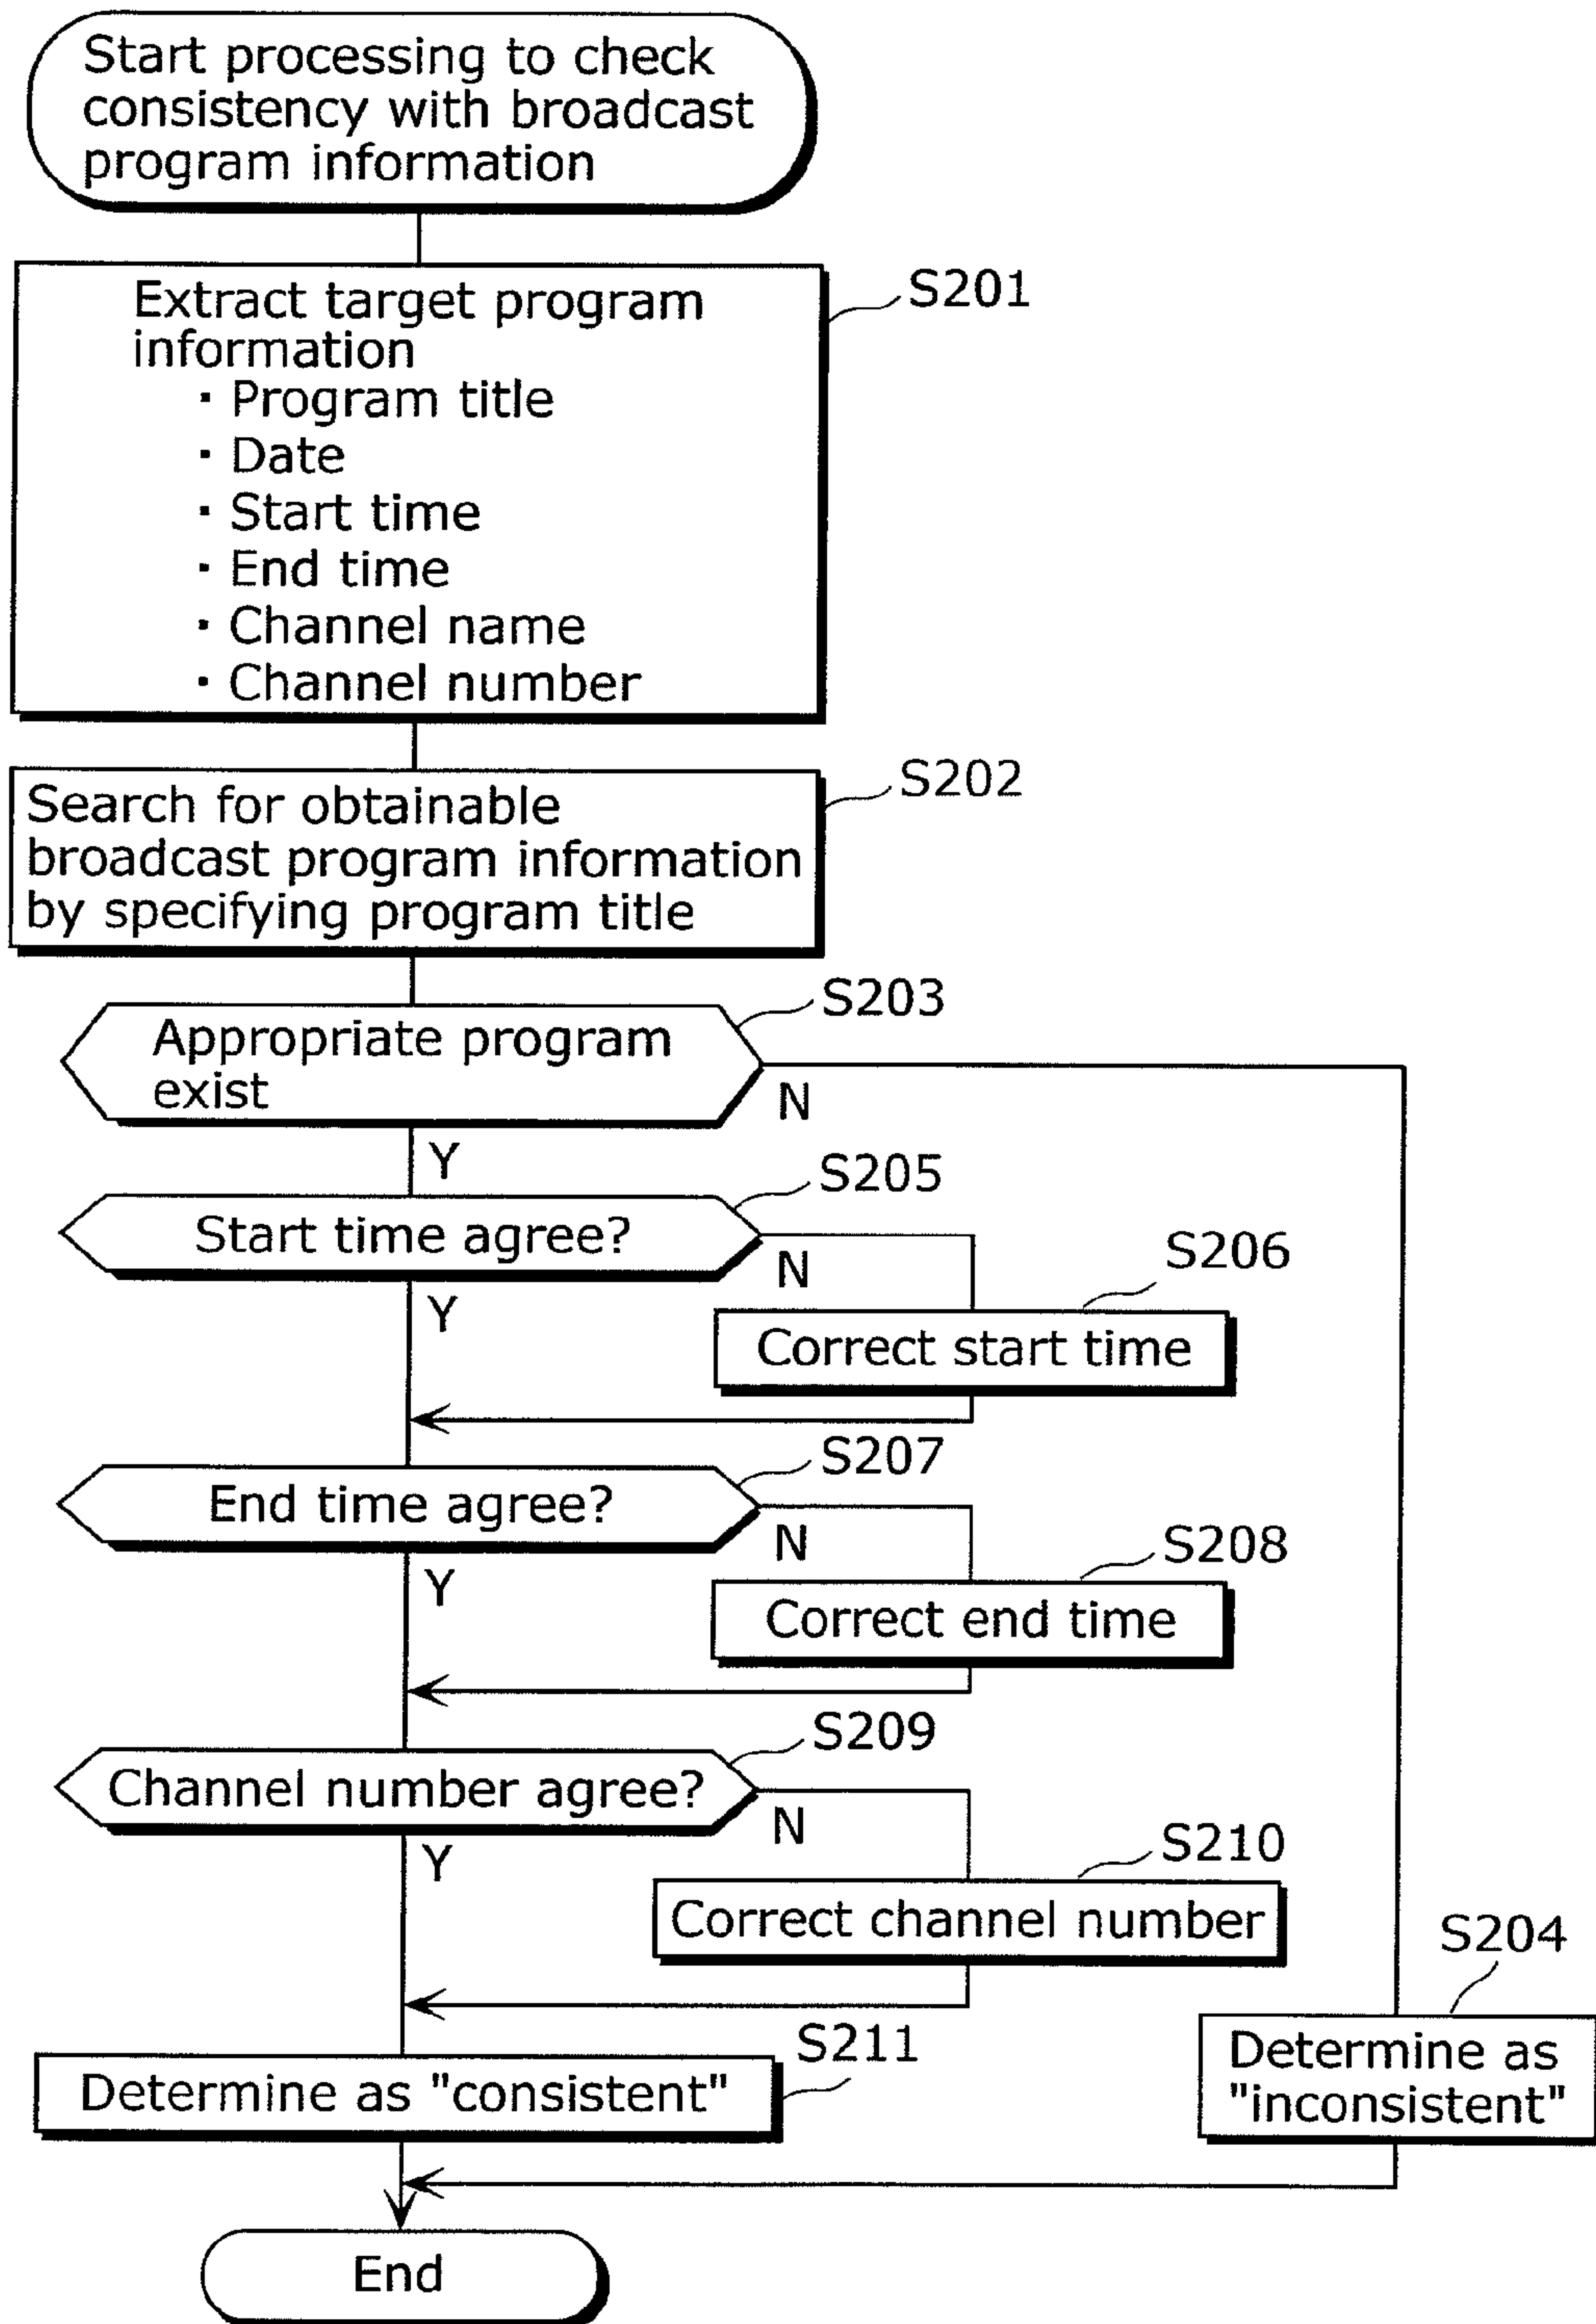 Start processing to check
consistency with broadcast
program information
S201
Extract target program
information
・Program title
・Date
・Start time
・End time
・Channel name
・Channel number
S202
Search for obtainable
broadcast program information
by specifying program title
S203
Appropriate program
exist
N
Y
S205
Start time agree?
N
Y
S206
Correct start time
S207
End time agree?
N
Y
S208
Correct end time
S209
Channel number agree?
N
Y
S210
Correct channel number
S204
Determine as
"inconsistent"
S211
Determine as "consistent"
End